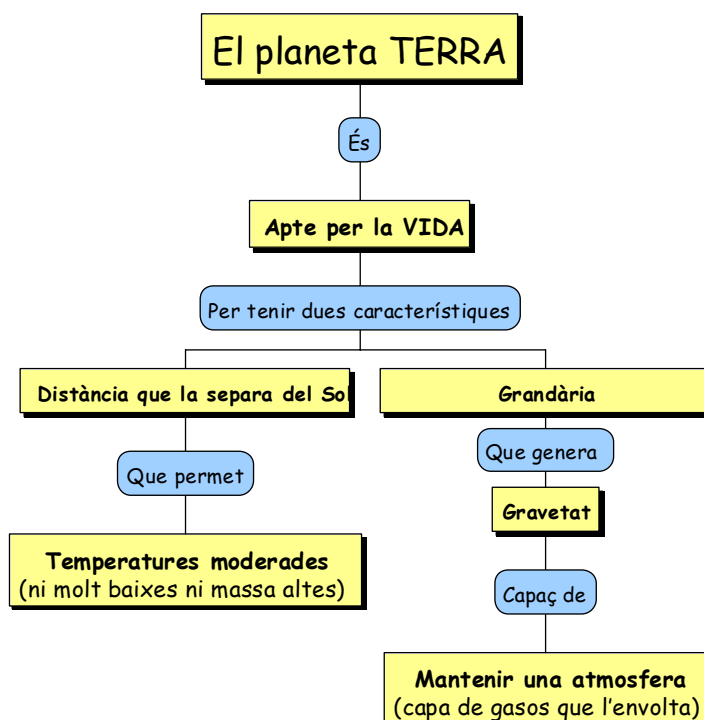 El planeta TERRA
És
Apte per la VIDA
Per tenir dues característiques
Distància que la separa del Sol
Grandària
Que permet
Que genera
Gravetat
Temperatures moderades
(ni molt baixes ni massa altes)
Capaç de
Mantenir una atmosfera
(capa de gasos que l'envolta)